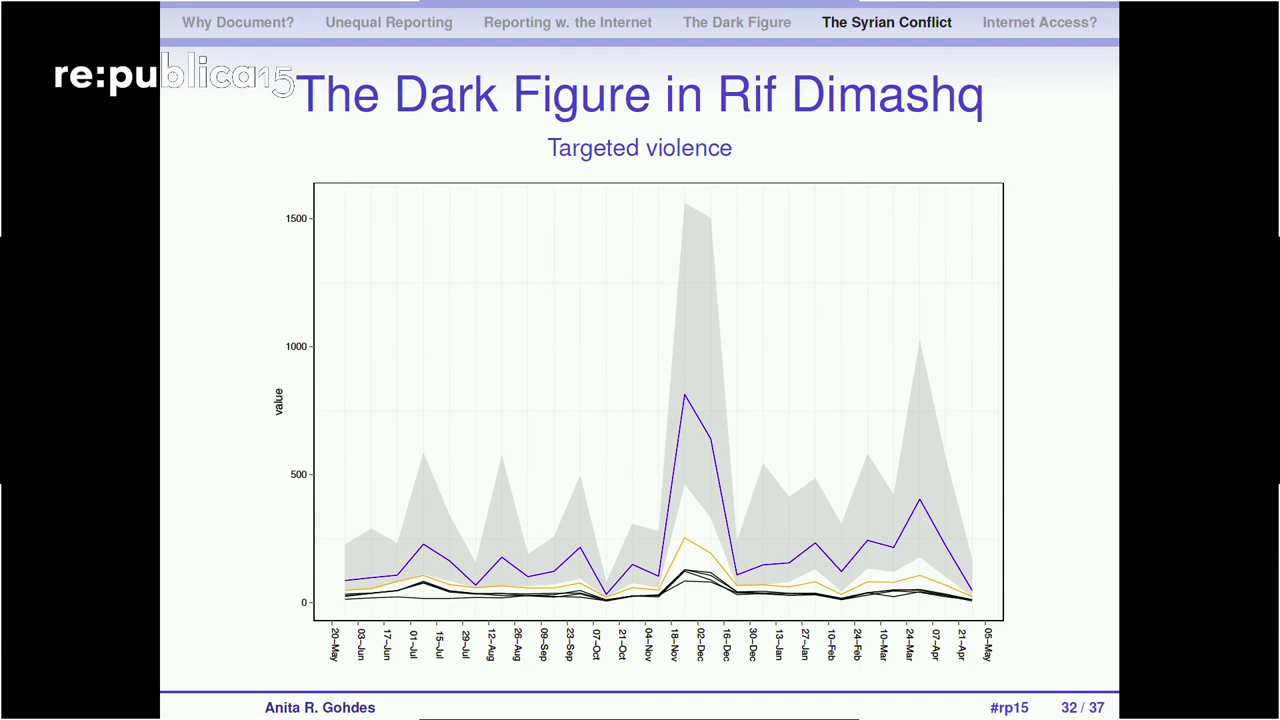 Why Document? Unequal Reporting Reporting w. the Internet The Dark Figure The Syrian Conflict Internet Access?
re:publica15
The Dark Figure in Rif Dimashq
Targeted violence
1500
1000
500
0
value
20−May 03−Jun 17−Jun 01−Jul 15−Jul 29−Jul 12−Aug 26−Aug 09−Sep 23−Sep 07−Oct 21−Oct 04−Nov 18−Nov 02−Dec 16−Dec 30−Dec 13−Jan 27−Jan 10−Feb 24−Feb 10−Mar 24−Mar 07−Apr 21−Apr 05−May
Anita R. Gohdes #rp15 32 / 37